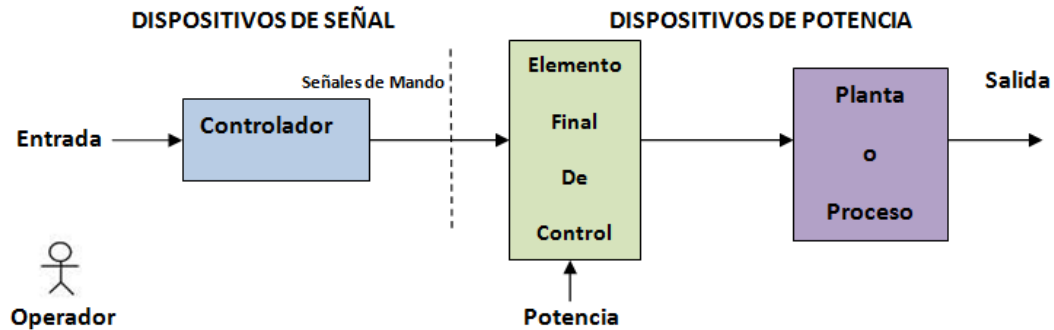 DISPOSITIVOS DE SEÑAL
DISPOSITIVOS DE POTENCIA
Señales de Mando
Entrada
Controlador
Elemento
Final
De
Control
Planta
o
Proceso
Salida
Operador
Potencia